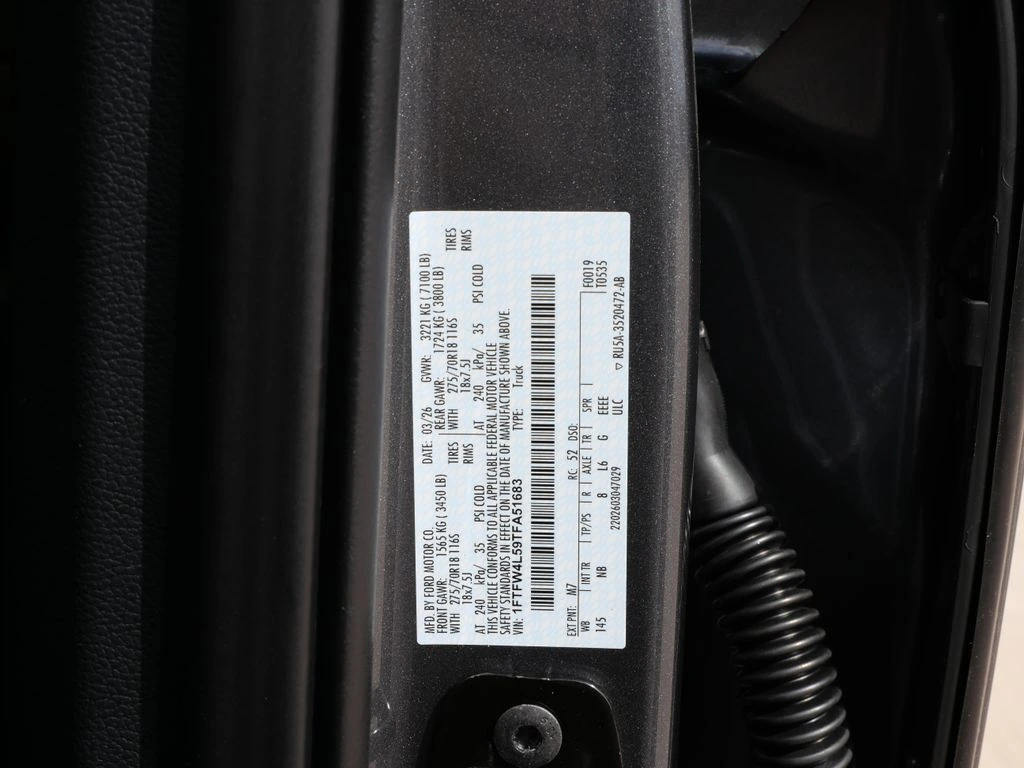 MFD. BY FORD MOTOR CO.
DATE: 03/26 GVWR: 3221 KG ( 7100 LB)
FRONT GAWR: 1565 KG ( 3450 LB) REAR GAWR: 1724 KG ( 3800 LB)
WITH 275/70R18 116S TIRES WITH 275/70R18 116S TIRES
18x7.5J RIMS 18x7.5J RIMS
AT 240 kPa/ 35 PSI COLD AT 240 kPa/ 35 PSI COLD
THIS VEHICLE CONFORMS TO ALL APPLICABLE FEDERAL MOTOR VEHICLE
SAFETY STANDARDS IN EFFECT ON THE DATE OF MANUFACTURE SHOWN ABOVE.
VIN: 1FTFW4L59TFA51683 TYPE: Truck
EXT PNT: M7 RC: 52 DSO: F0019
WB INT TR TP/PS R AXLE TR SPR T0535
145 NB 8 L6 G EEEE
ULC
2202603047029
▽ RU5A-3520472-AB